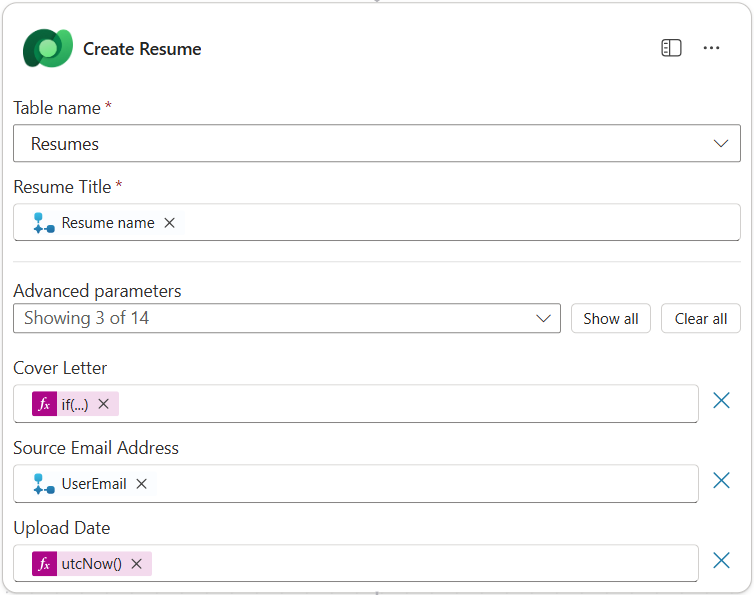 Create Resume
Table name *
Resumes
Resume Title *
Resume name
Advanced parameters
Showing 3 of 14
Show all
Clear all
Cover Letter
fx if(...)
Source Email Address
UserEmail
Upload Date
fx utcNow()